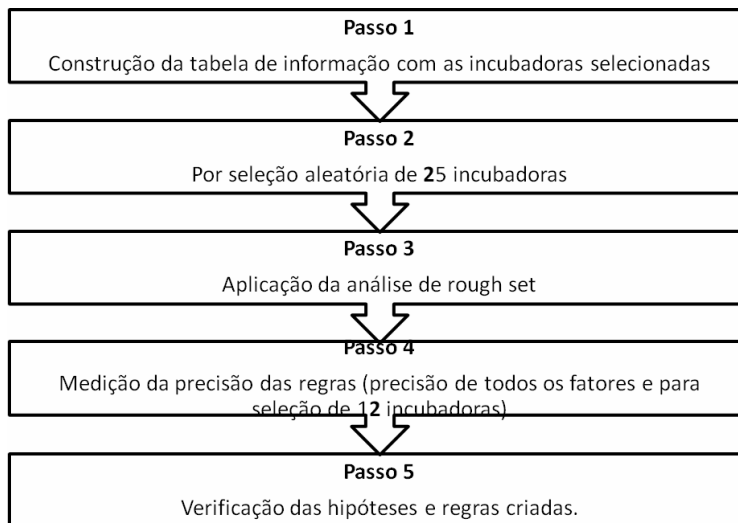 Passo 1
Construção da tabela de informação com as incubadoras selecionadas
Passo 2
Por seleção aleatória de 25 incubadoras
Passo 3
Aplicação da análise de rough set
Passo 4
Medição da precisão das regras (precisão de todos os fatores e para
seleção de 12 incubadoras)
Passo 5
Verificação das hipóteses e regras criadas.